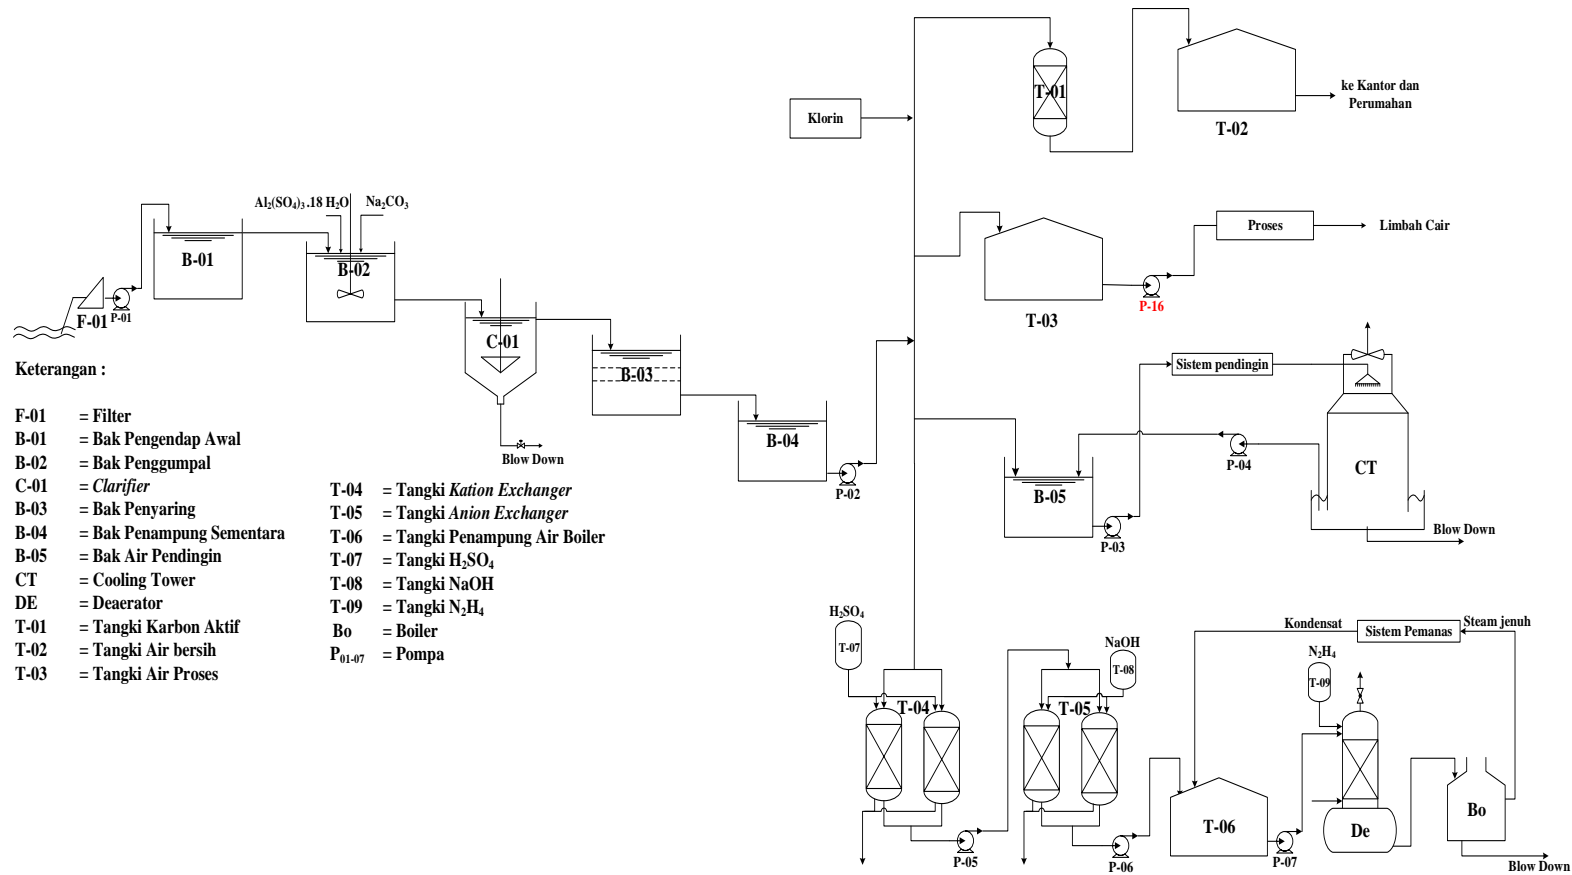 T-01
ke Kantor dan
Perumahan
T-02
Klorin
Al₂(SO₄)₃ .18 H₂O
Na₂CO₃
B-01
B-02
F-01
P-01
C-01
B-03
Blow Down
B-04
P-02
T-03
P-16
Proses
Limbah Cair
Sistem pendingin
B-05
P-03
P-04
CT
Blow Down
Keterangan :
F-01 = Filter
B-01 = Bak Pengendap Awal
B-02 = Bak Penggumpal
C-01 = Clarifier
B-03 = Bak Penyaring
B-04 = Bak Penampung Sementara
B-05 = Bak Air Pendingin
CT = Cooling Tower
DE = Deaerator
T-01 = Tangki Karbon Aktif
T-02 = Tangki Air bersih
T-03 = Tangki Air Proses
T-04 = Tangki Kation Exchanger
T-05 = Tangki Anion Exchanger
T-06 = Tangki Penampung Air Boiler
T-07 = Tangki H₂SO₄
T-08 = Tangki NaOH
T-09 = Tangki N₂H₄
Bo = Boiler
P₀₁₋₀₇ = Pompa
H₂SO₄
T-07
T-04
P-05
NaOH
T-08
T-05
P-06
Kondensat
Sistem Pemanas
Steam jenuh
N₂H₄
T-09
T-06
P-07
De
Bo
Blow Down